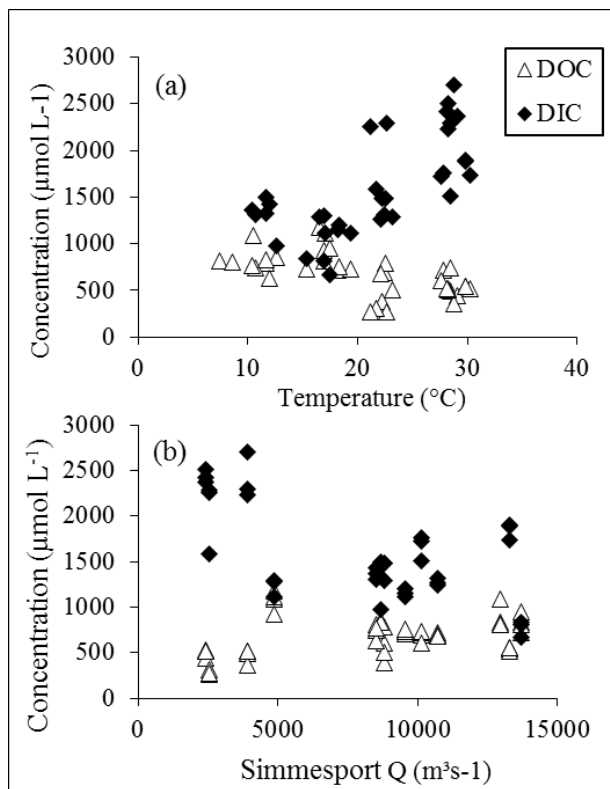 (a)
DOC
DIC
Concentration (µmol L-1)
3000
2500
2000
1500
1000
500
0
0 10 20 30 40
Temperature (°C)
(b)
Concentration (µmol L⁻¹)
3000
2500
2000
1500
1000
500
0
0 5000 10000 15000
Simmesport Q (m³s-1)